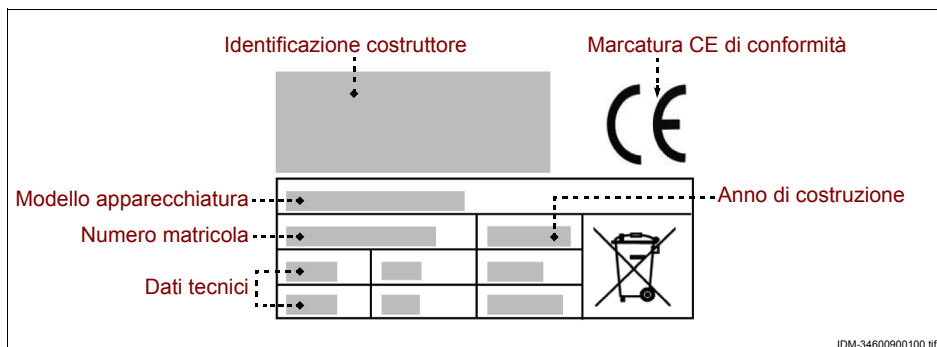 Identificazione costruttore
Marcatura CE di conformità
CE
Modello apparecchiatura
Anno di costruzione
Numero matricola
Dati tecnici
IDM-34600900100.tif